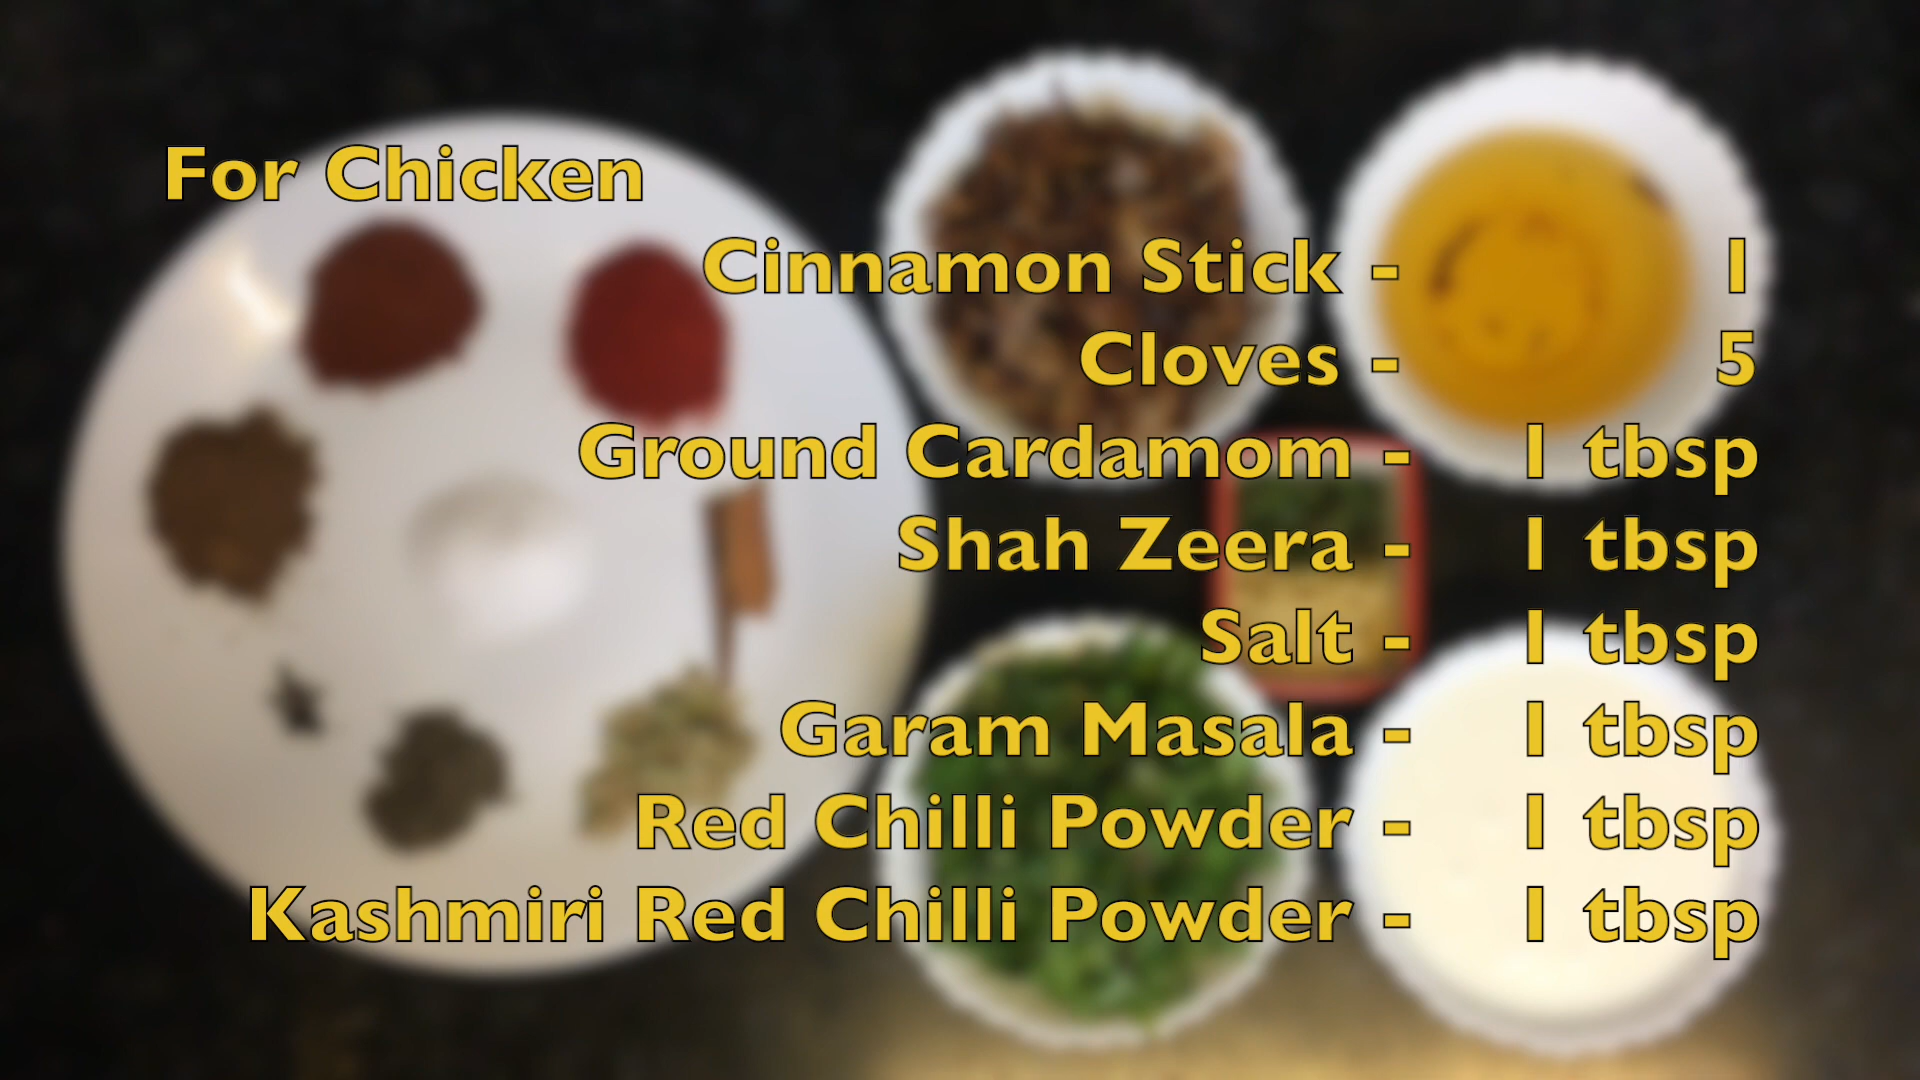 For Chicken
Cinnamon Stick - 1
Cloves - 5
Ground Cardamom - 1 tbsp
Shah Zeera - 1 tbsp
Salt - 1 tbsp
Garam Masala - 1 tbsp
Red Chilli Powder - 1 tbsp
Kashmiri Red Chilli Powder - 1 tbsp